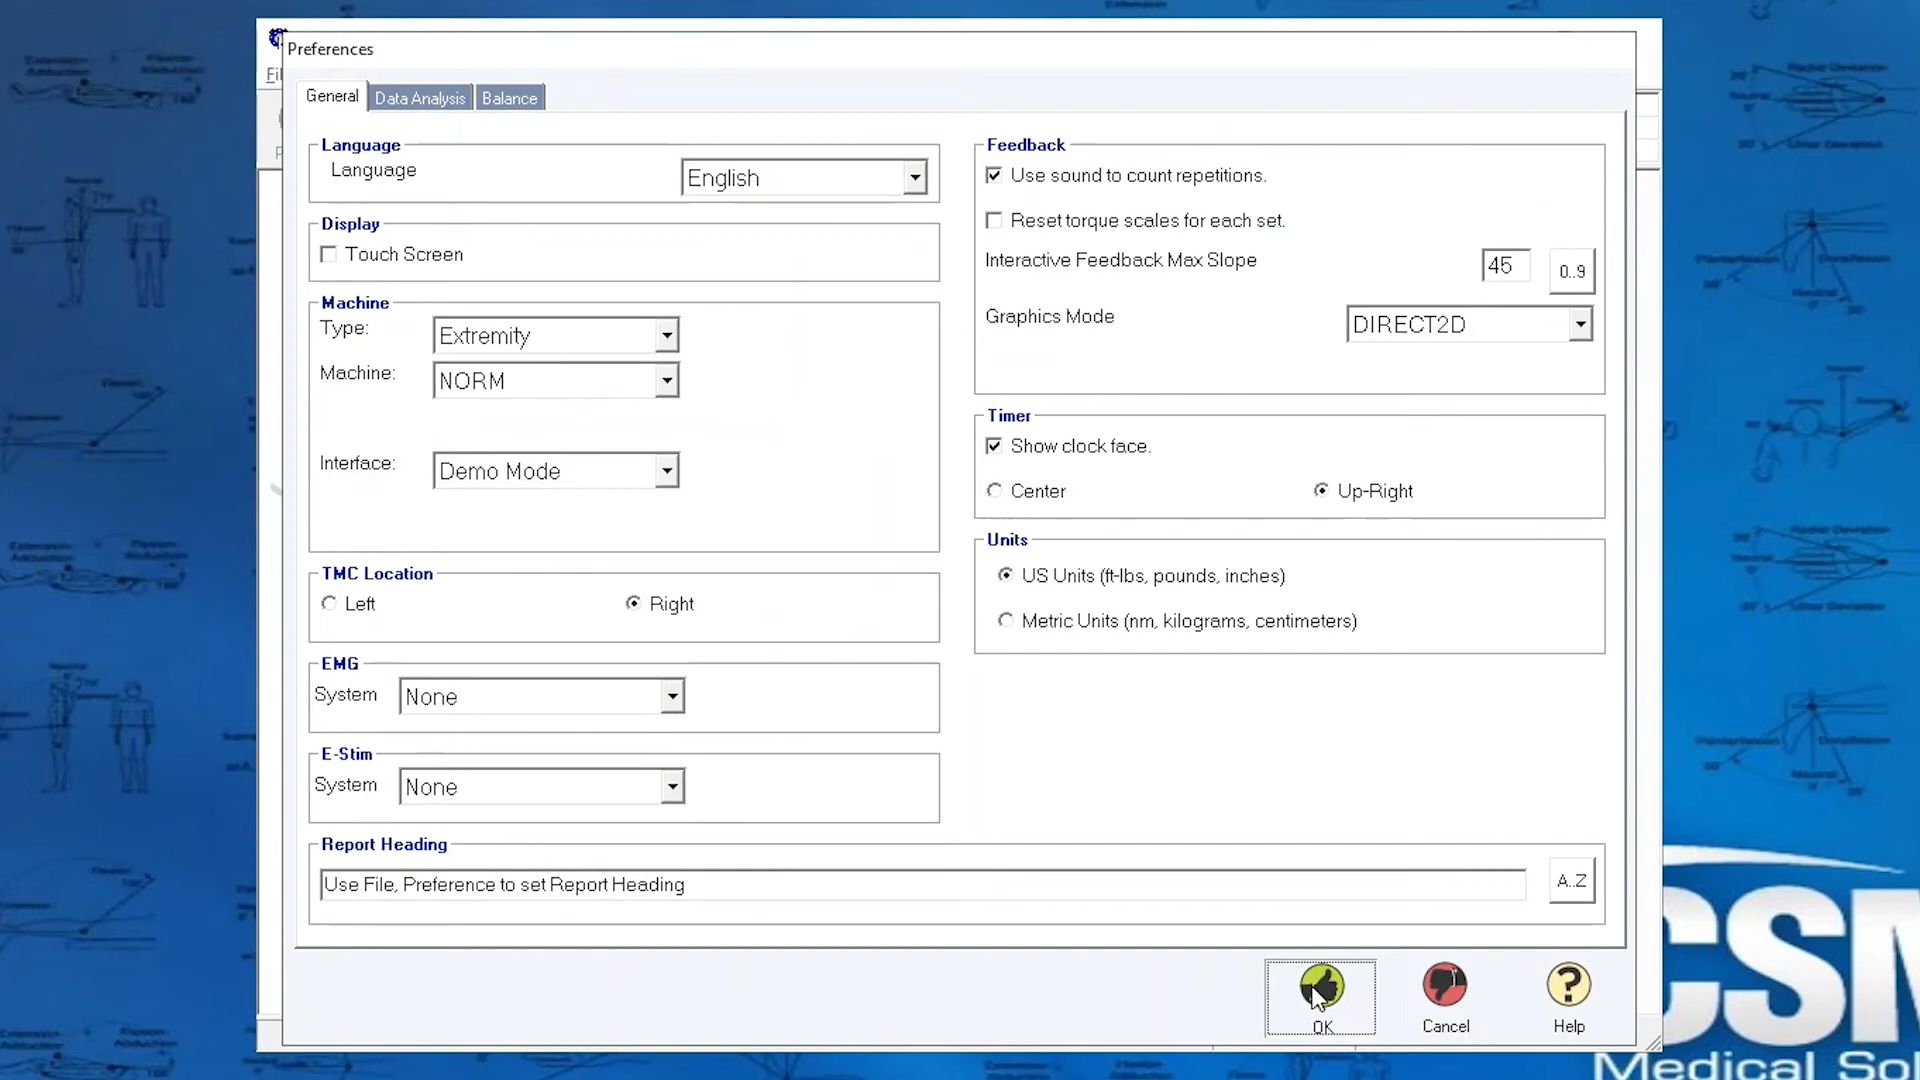 Preferences
Fil
General
Data Analysis
Balance
Language
Language
English
Display
Touch Screen
Machine
Type:
Extremity
Machine:
NORM
Interface:
Demo Mode
TMC Location
Left
Right
EMG
System
None
E-Stim
System
None
Report Heading
Use File, Preference to set Report Heading
A..Z
Feedback
Use sound to count repetitions.
Reset torque scales for each set.
Interactive Feedback Max Slope
45
0..9
Graphics Mode
DIRECT2D
Timer
Show clock face.
Center
Up-Right
Units
US Units (ft-lbs, pounds, inches)
Metric Units (nm, kilograms, centimeters)
OK
Cancel
Help
CSM
Medical Sol